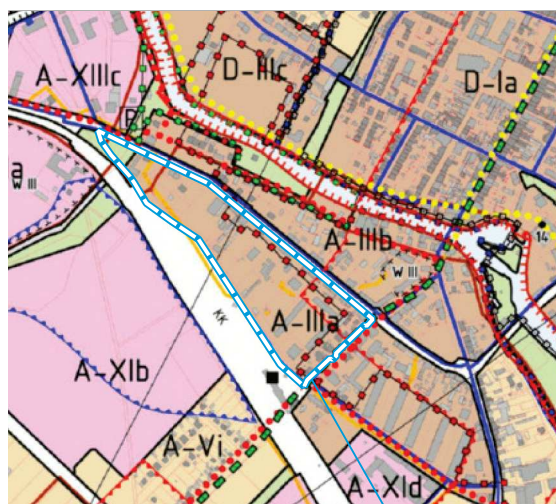 A-XIIIc
D-IIIc
D-Ia
P
a
W III
A-IIIb
14
W III
KK
A-IIIa
A-XIb
A-Vi
A-XId